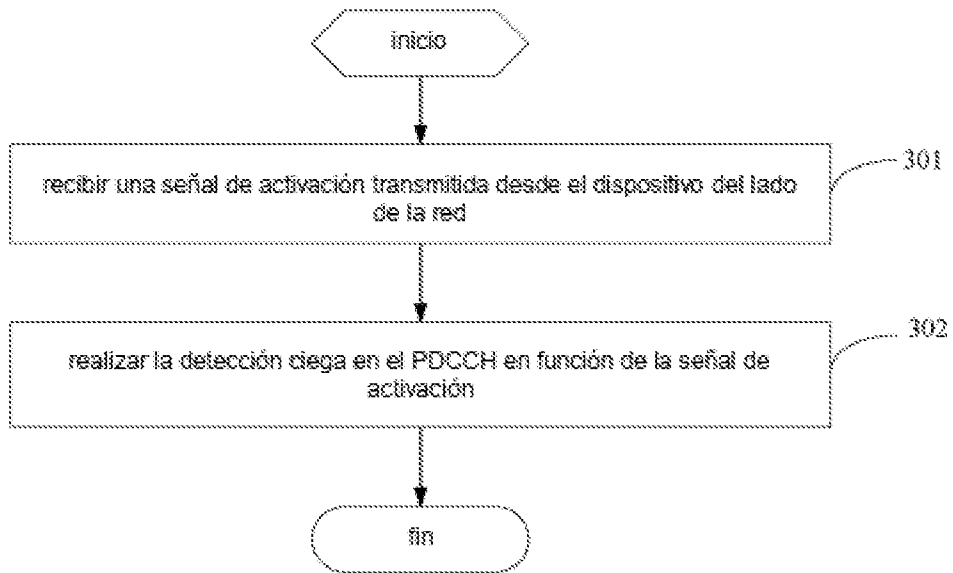 inicio
recibir una señal de activación transmitida desde el dispositivo del lado
de la red
301
realizar la detección ciega en el PDCCH en función de la señal de
activación
302
fin